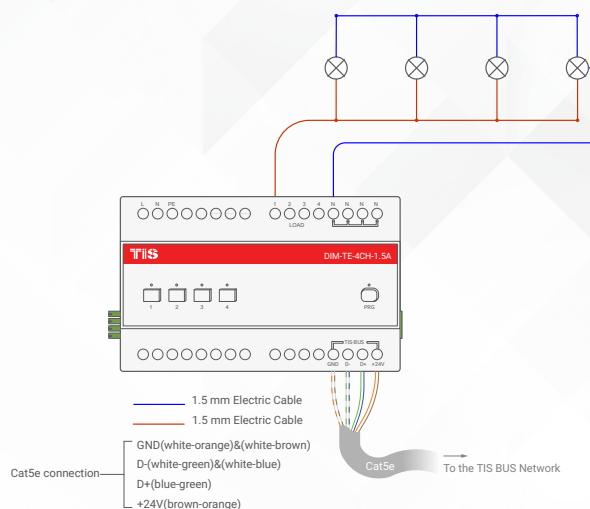 L N PE 1 2 3 4 N N N N
LOAD
TIS DIM-TE-4CH-1.5A
1 2 3 4 PRG
TIS-BUS
GND D- D+ +24V
1.5 mm Electric Cable
1.5 mm Electric Cable
GND(white-orange)&(white-brown)
D-(white-green)&(white-blue)
Cat5e connection
D+(blue-green)
+24V(brown-orange)
Cat5e
To the TIS BUS Network